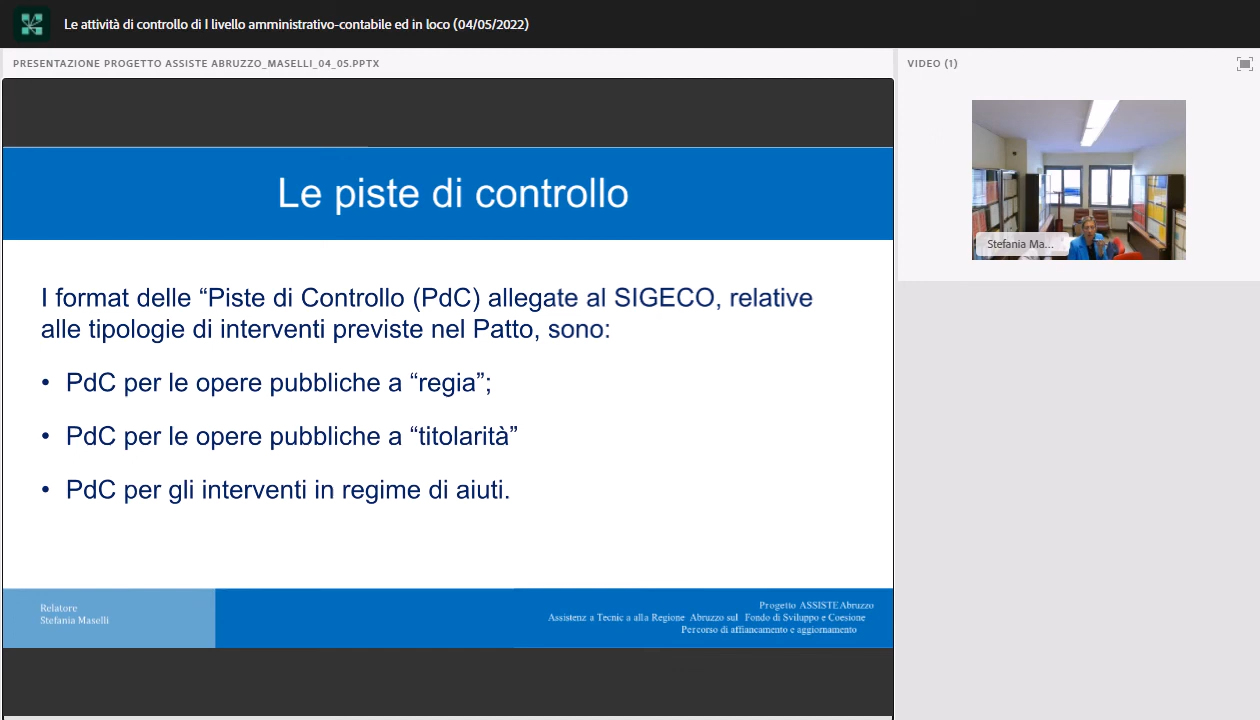 Le attività di controllo di I livello amministrativo-contabile ed in loco (04/05/2022)
PRESENTAZIONE PROGETTO ASSISTE ABRUZZO_MASELLI_04_05.PPTX
VIDEO (1)
Stefania Ma...
Le piste di controllo
I format delle “Piste di Controllo (PdC) allegate al SIGECO, relative
alle tipologie di interventi previste nel Patto, sono:
• PdC per le opere pubbliche a “regia”;
• PdC per le opere pubbliche a “titolarità”
• PdC per gli interventi in regime di aiuti.
Relatore
Stefania Maselli
Progetto ASSISTE Abruzzo
Assistenz a Tecnic a alla Regione Abruzzo sul Fondo di Sviluppo e Coesione
Percorso di affiancamento e aggiornamento